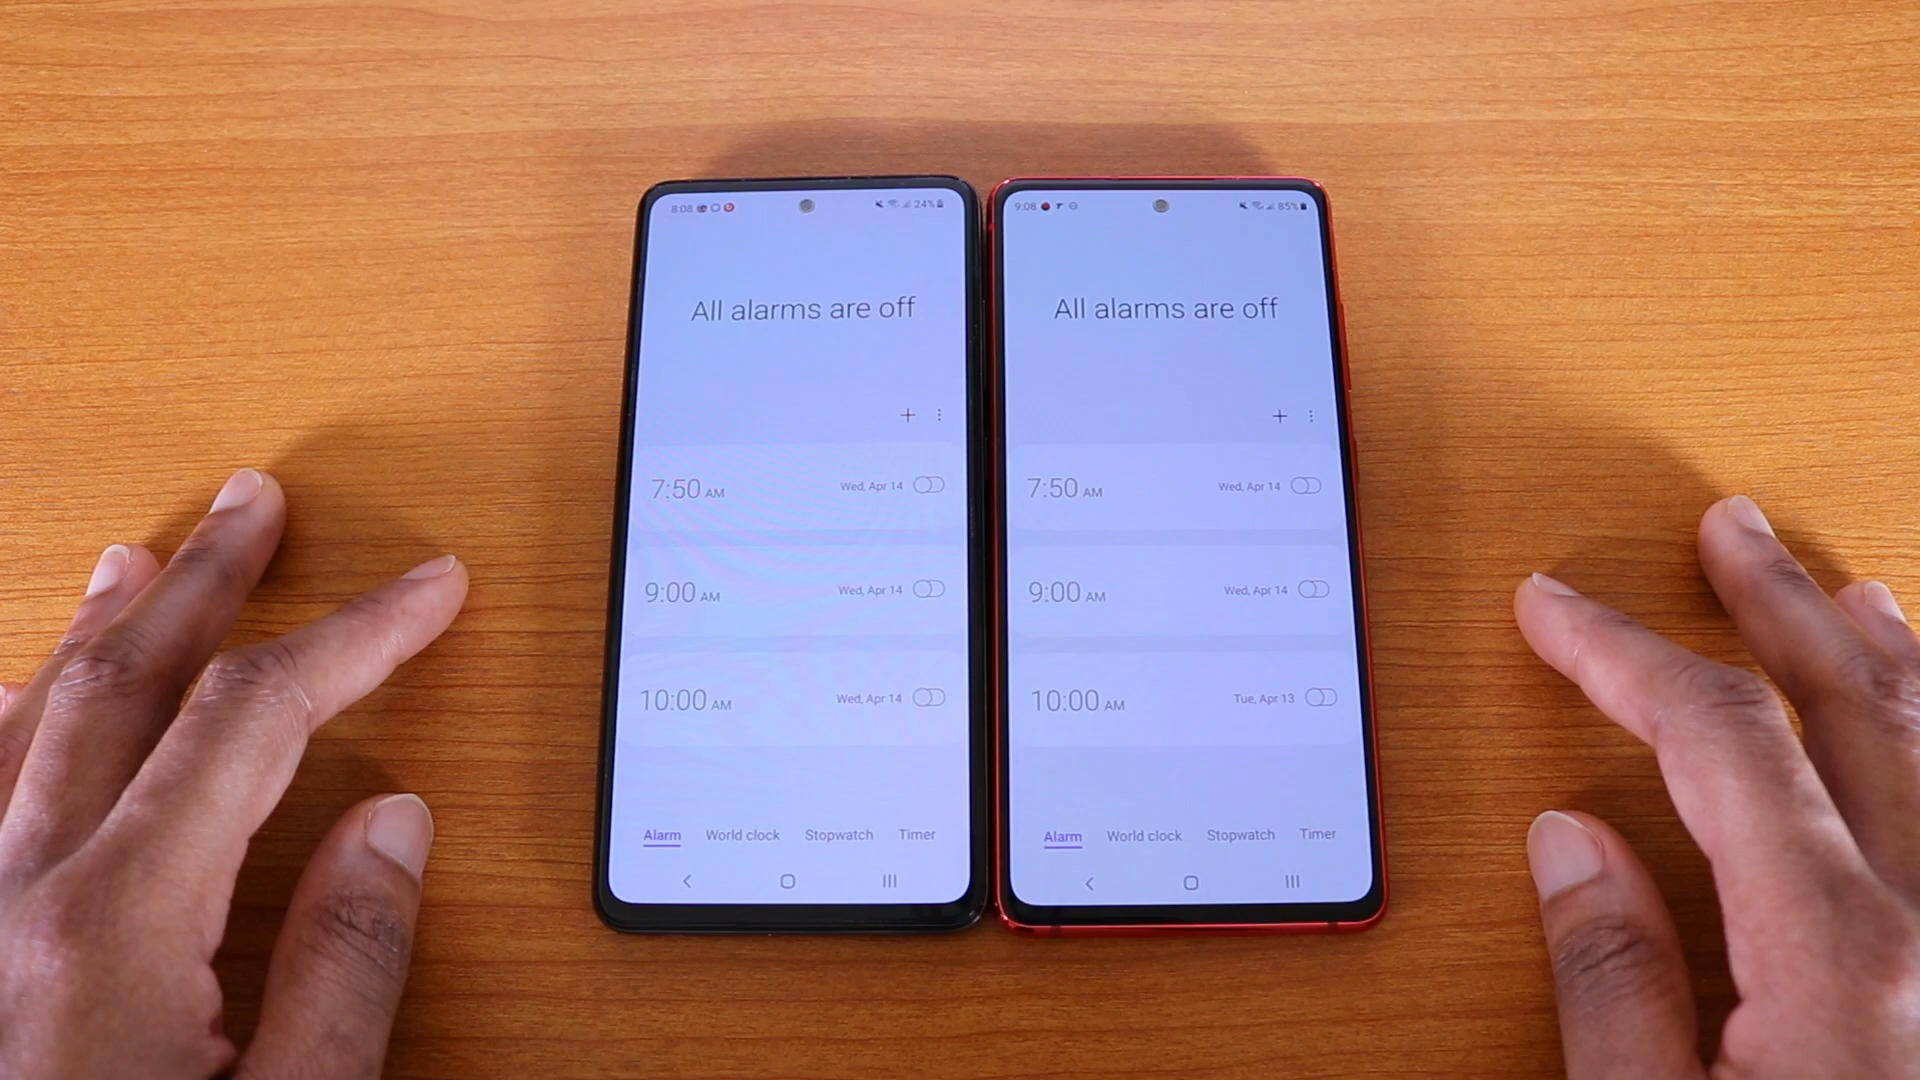 8:08
24%
All alarms are off
7:50 AM
Wed, Apr 14
9:00 AM
Wed, Apr 14
10:00 AM
Wed, Apr 14
Alarm World clock Stopwatch Timer
9:08
85%
All alarms are off
7:50 AM
Wed, Apr 14
9:00 AM
Wed, Apr 14
10:00 AM
Tue, Apr 13
Alarm World clock Stopwatch Timer